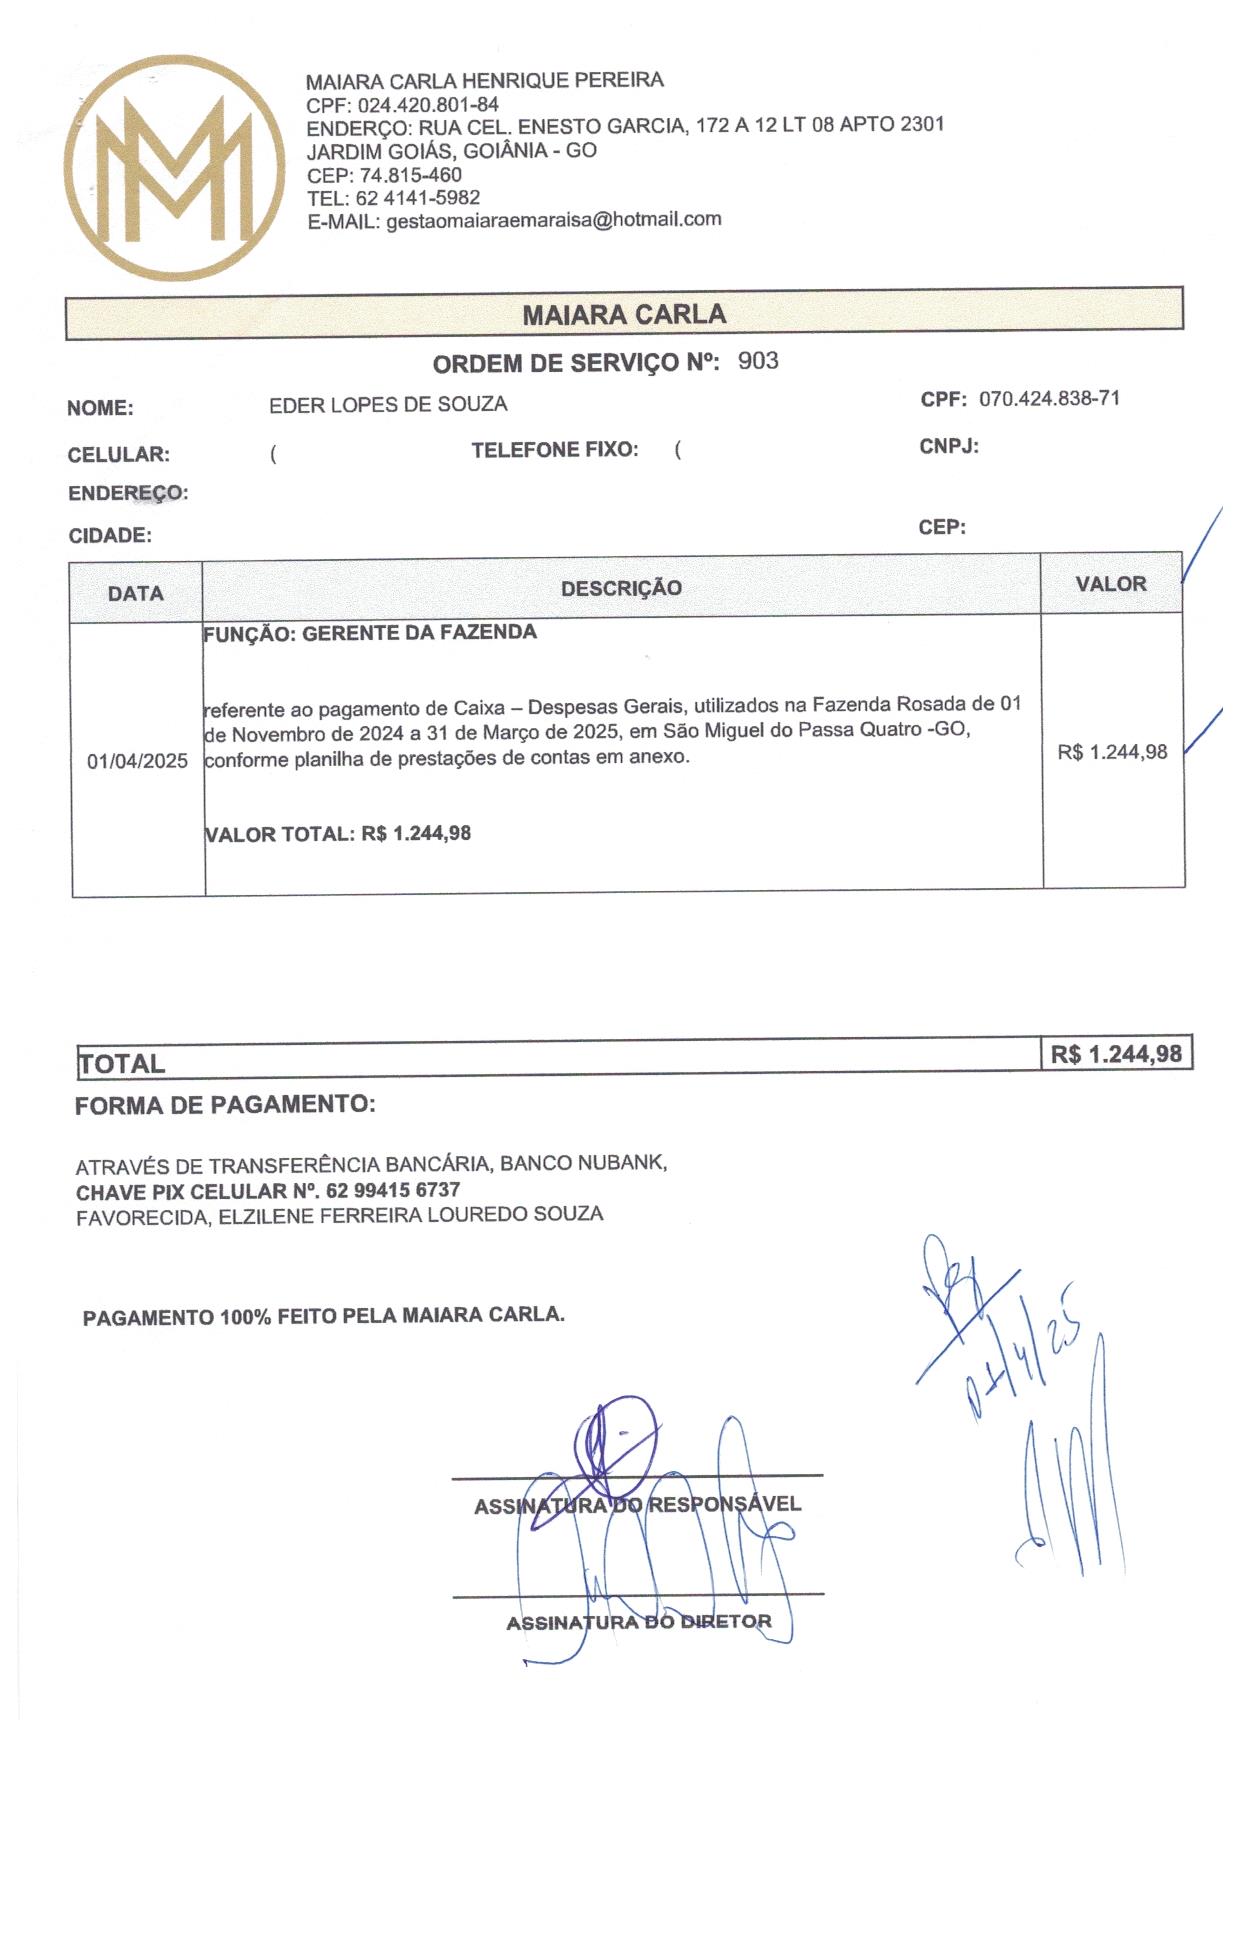 MAIARA CARLA HENRIQUE PEREIRA
CPF: 024.420.801-84
ENDERÇO: RUA CEL. ENESTO GARCIA, 172 A 12 LT 08 APTO 2301
JARDIM GOIÁS, GOIÂNIA - GO
CEP: 74.815-460
TEL: 62 4141-5982
E-MAIL: gestaomaiaraemaraisa@hotmail.com
MAIARA CARLA
ORDEM DE SERVIÇO Nº: 903
NOME: EDER LOPES DE SOUZA CPF: 070.424.838-71
CELULAR: ( TELEFONE FIXO: ( CNPJ:
ENDEREÇO:
CIDADE: CEP:
DATA DESCRIÇÃO VALOR
FUNÇÃO: GERENTE DA FAZENDA
referente ao pagamento de Caixa – Despesas Gerais, utilizados na Fazenda Rosada de 01
de Novembro de 2024 a 31 de Março de 2025, em São Miguel do Passa Quatro -GO,
01/04/2025 conforme planilha de prestações de contas em anexo. R$ 1.244,98
VALOR TOTAL: R$ 1.244,98
TOTAL R$ 1.244,98
FORMA DE PAGAMENTO:
ATRAVÉS DE TRANSFERÊNCIA BANCÁRIA, BANCO NUBANK,
CHAVE PIX CELULAR Nº. 62 99415 6737
FAVORECIDA, ELZILENE FERREIRA LOUREDO SOUZA
PAGAMENTO 100% FEITO PELA MAIARA CARLA.
ASSINATURA DO RESPONSÁVEL
ASSINATURA DO DIRETOR